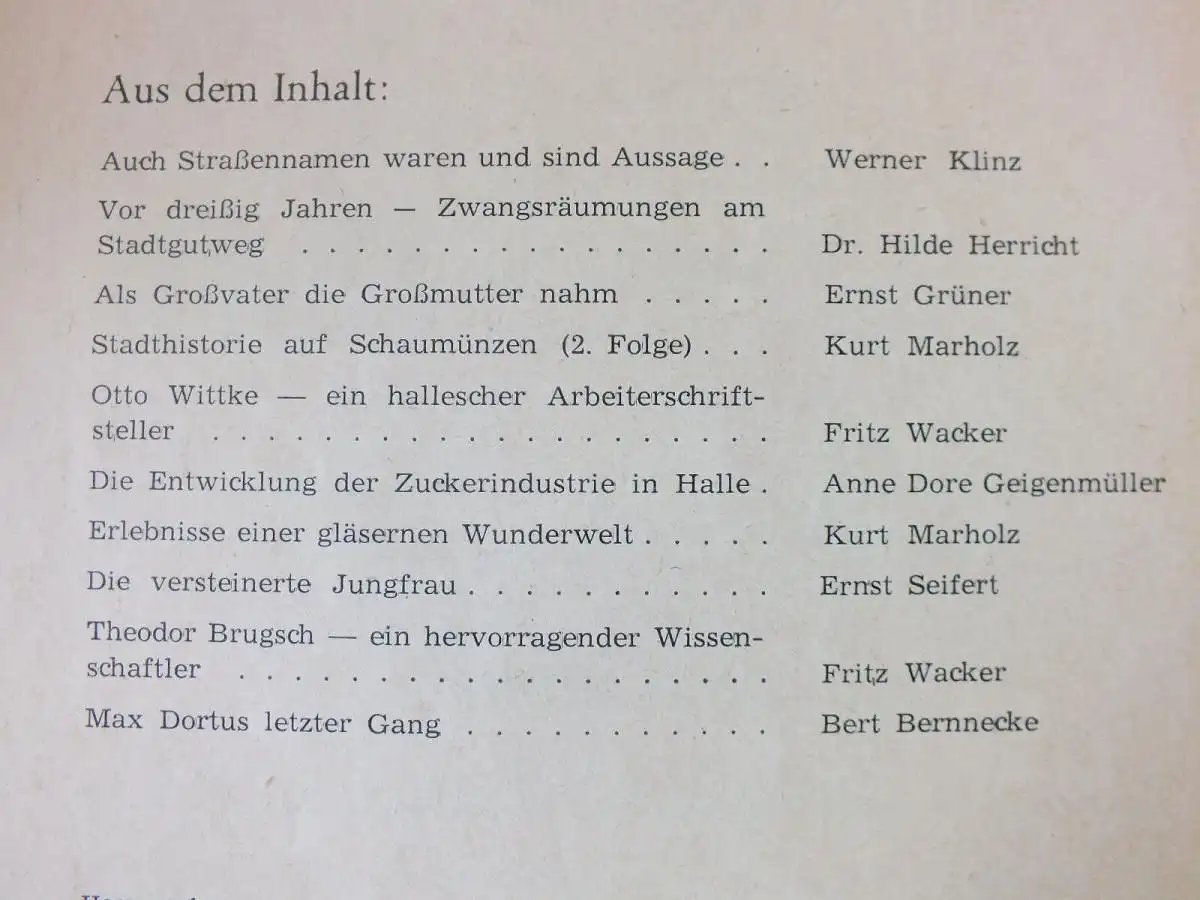 Aus dem Inhalt:
Auch Straßennamen waren und sind Aussage . . Werner Klinz
Vor dreißig Jahren — Zwangsräumungen am
Stadtgutweg . . . . . . . . . . . . . . . . . Dr. Hilde Herricht
Als Großvater die Großmutter nahm . . . . . Ernst Grüner
Stadthistorie auf Schaumünzen (2. Folge) . . . Kurt Marholz
Otto Wittke — ein hallescher Arbeiterschrift-
steller . . . . . . . . . . . . . . . . . . . . Fritz Wacker
Die Entwicklung der Zuckerindustrie in Halle . Anne Dore Geigenmüller
Erlebnisse einer gläsernen Wunderwelt . . . . . Kurt Marholz
Die versteinerte Jungfrau . . . . . . . . . . . Ernst Seifert
Theodor Brugsch — ein hervorragender Wissen-
schaftler . . . . . . . . . . . . . . . . . . . Fritz Wacker
Max Dortus letzter Gang . . . . . . . . . . . Bert Bernnecke